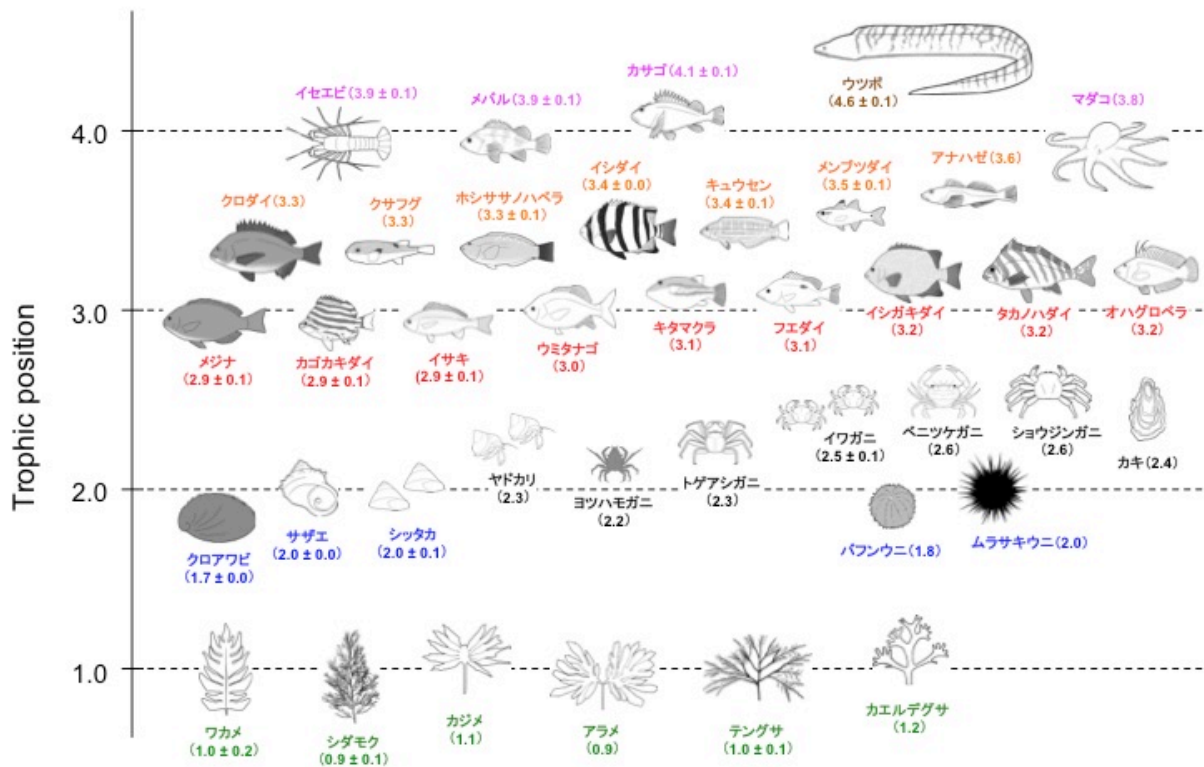 Trophic position
4.0
3.0
2.0
1.0
ウツボ
(4.6 ± 0.1)
カサゴ(4.1 ± 0.1)
イセエビ(3.9 ± 0.1)
メバル(3.9 ± 0.1)
マダコ(3.8)
クロダイ(3.3)
クサフグ
(3.3)
ホシササノハベラ
(3.3 ± 0.1)
イシダイ
(3.4 ± 0.0)
キュウセン
(3.4 ± 0.1)
メンブツダイ
(3.5 ± 0.1)
アナハゼ(3.6)
メジナ
(2.9 ± 0.1)
カゴカキダイ
(2.9 ± 0.1)
イサキ
(2.9 ± 0.1)
ウミタナゴ
(3.0)
キタマクラ
(3.1)
フエダイ
(3.1)
イシガキダイ
(3.2)
タカノハダイ
(3.2)
オハグロベラ
(3.2)
ヤドカリ
(2.3)
ヨツハモガニ
(2.2)
トゲアシガニ
(2.3)
イワガニ
(2.5 ± 0.1)
ベニツケガニ
(2.6)
ショウジンガニ
(2.6)
カキ(2.4)
クロアワビ
(1.7 ± 0.0)
サザエ
(2.0 ± 0.0)
シッタカ
(2.0 ± 0.1)
バフンウニ(1.8)
ムラサキウニ(2.0)
ワカメ
(1.0 ± 0.2)
シダモク
(0.9 ± 0.1)
カジメ
(1.1)
アラメ
(0.9)
テングサ
(1.0 ± 0.1)
カエルデグサ
(1.2)